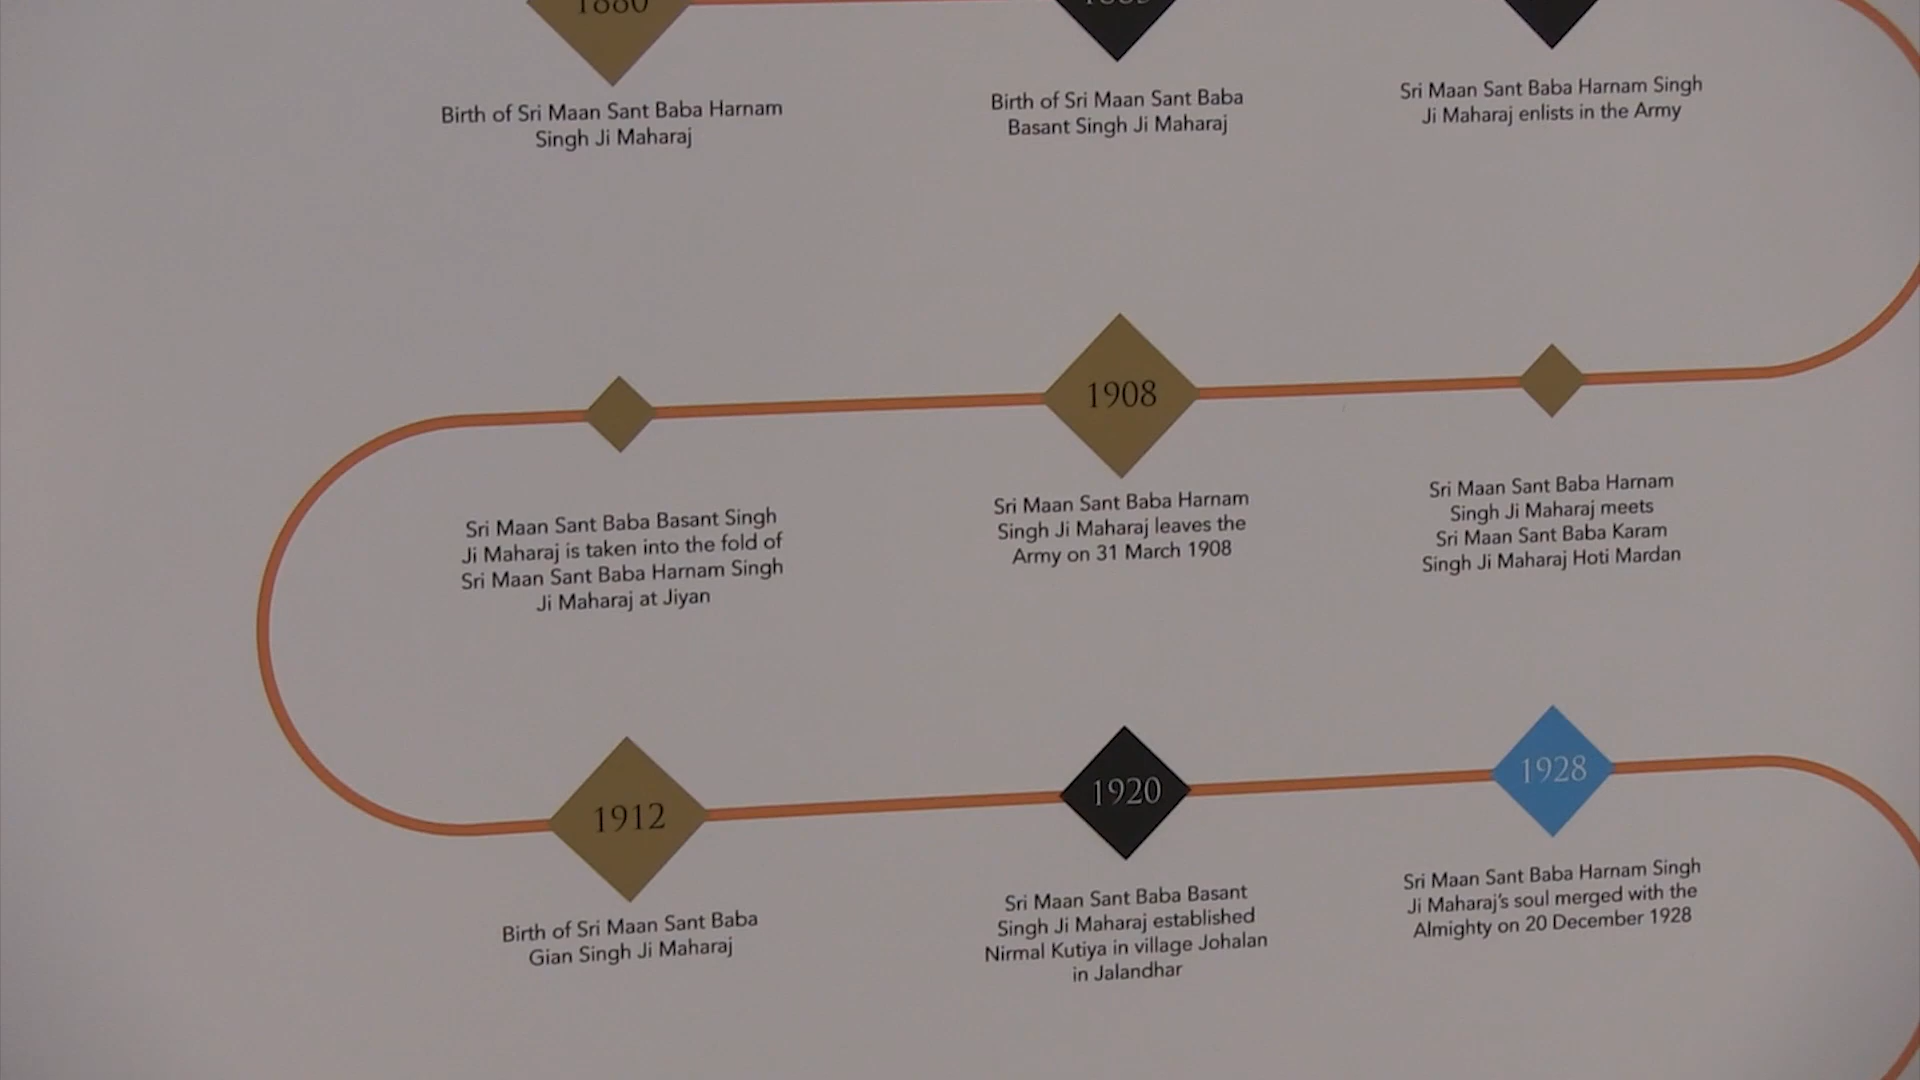 1880
Birth of Sri Maan Sant Baba Harnam
Singh Ji Maharaj
Birth of Sri Maan Sant Baba
Basant Singh Ji Maharaj
Sri Maan Sant Baba Harnam Singh
Ji Maharaj enlists in the Army
Sri Maan Sant Baba Basant Singh
Ji Maharaj is taken into the fold of
Sri Maan Sant Baba Harnam Singh
Ji Maharaj at Jiyan
1908
Sri Maan Sant Baba Harnam
Singh Ji Maharaj leaves the
Army on 31 March 1908
Sri Maan Sant Baba Harnam
Singh Ji Maharaj meets
Sri Maan Sant Baba Karam
Singh Ji Maharaj Hoti Mardan
1912
Birth of Sri Maan Sant Baba
Gian Singh Ji Maharaj
1920
Sri Maan Sant Baba Basant
Singh Ji Maharaj established
Nirmal Kutiya in village Johalan
in Jalandhar
1928
Sri Maan Sant Baba Harnam Singh
Ji Maharaj's soul merged with the
Almighty on 20 December 1928